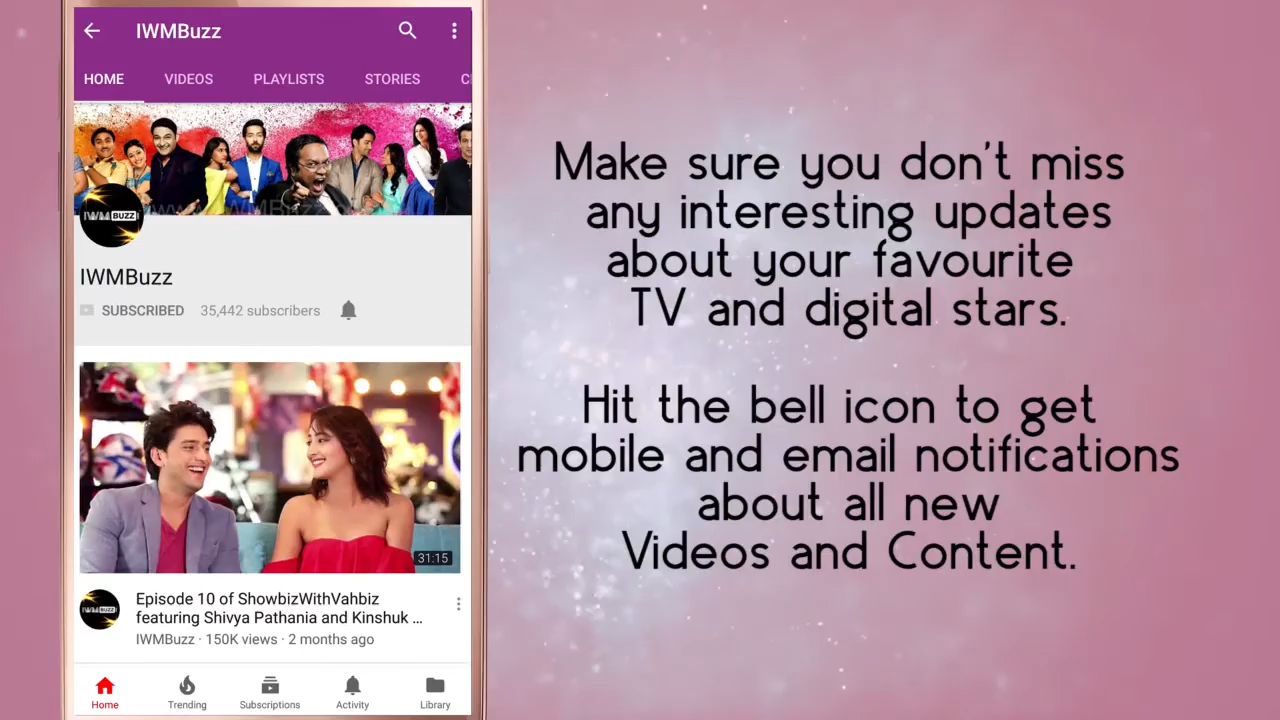 IWMBuzz
HOME VIDEOS PLAYLISTS STORIES
IWMBUZZ
IWMBuzz
SUBSCRIBED 35,442 subscribers
31:15
IWMBUZZ
Episode 10 of ShowbizWithVahbiz
featuring Shivya Pathania and Kinshuk ...
IWMBuzz · 150K views · 2 months ago
Home Trending Subscriptions Activity Library
Make sure you don't miss
any interesting updates
about your favourite
TV and digital stars.
Hit the bell icon to get
mobile and email notifications
about all new
Videos and Content.